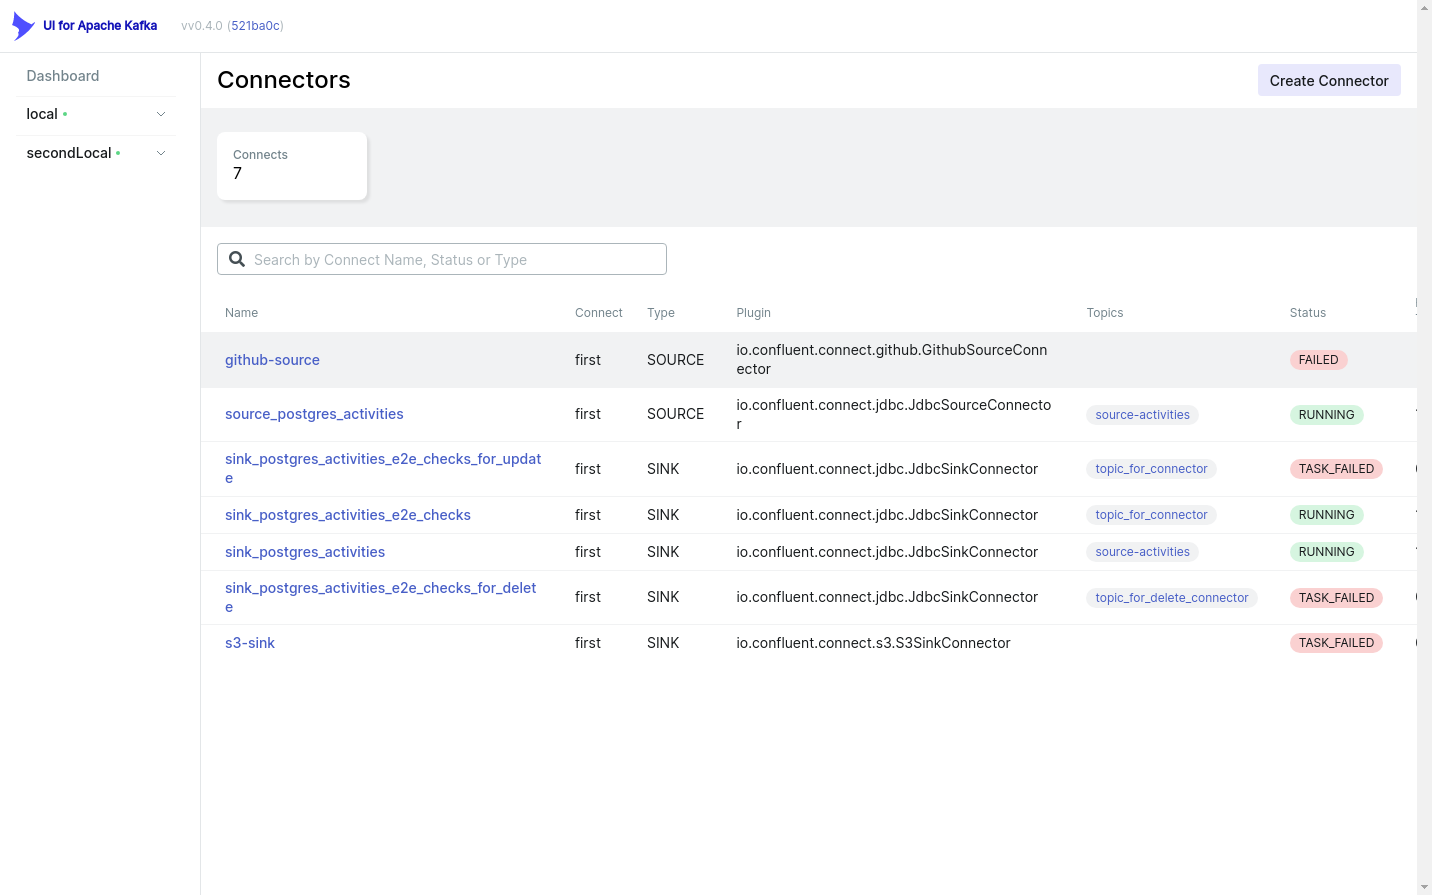 UI for Apache Kafka vv0.4.0 (521ba0c)
Dashboard
local
secondLocal
Connectors
Create Connector
Connects
7
Search by Connect Name, Status or Type
Name Connect Type Plugin Topics Status
github-source first SOURCE io.confluent.connect.github.GithubSourceConn
ector FAILED
source_postgres_activities first SOURCE io.confluent.connect.jdbc.JdbcSourceConnecto
r source-activities RUNNING
sink_postgres_activities_e2e_checks_for_updat
e first SINK io.confluent.connect.jdbc.JdbcSinkConnector topic_for_connector TASK_FAILED
sink_postgres_activities_e2e_checks first SINK io.confluent.connect.jdbc.JdbcSinkConnector topic_for_connector RUNNING
sink_postgres_activities first SINK io.confluent.connect.jdbc.JdbcSinkConnector source-activities RUNNING
sink_postgres_activities_e2e_checks_for_delet
e first SINK io.confluent.connect.jdbc.JdbcSinkConnector topic_for_delete_connector TASK_FAILED
s3-sink first SINK io.confluent.connect.s3.S3SinkConnector TASK_FAILED